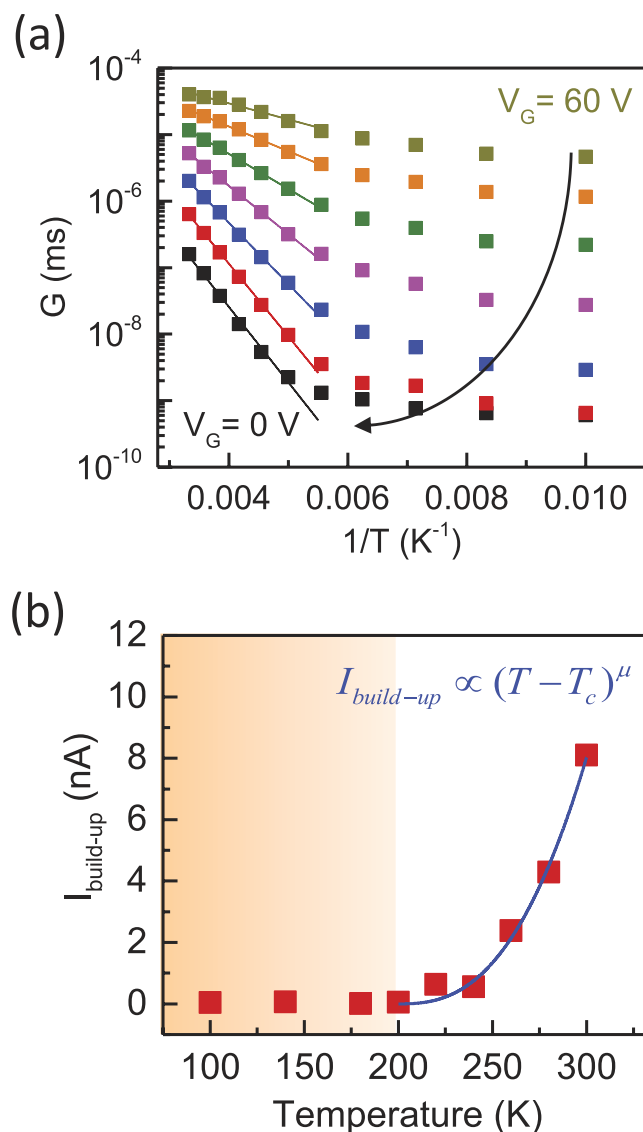 (a)
10⁻⁴
10⁻⁶
10⁻⁸
10⁻¹⁰
G (ms)
V_G= 60 V
V_G= 0 V
0.004 0.006 0.008 0.010
1/T (K⁻¹)
(b)
12
10
8
6
4
2
0
I_build-up (nA)
I_build−up ∝ (T − T_c)^μ
100 150 200 250 300
Temperature (K)